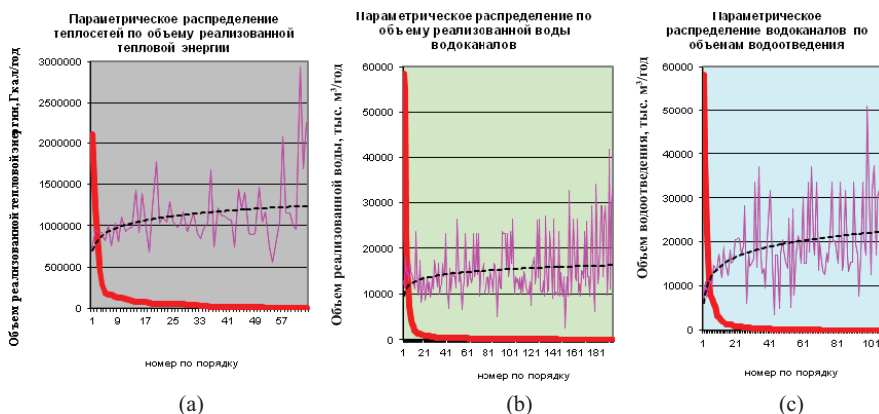 Параметрическое распределение
теплосетей по объему реализованной
тепловой энергии
Объем реализованной тепловой энергии, Гкал/год
3000000
2500000
2000000
1500000
1000000
500000
0
1 9 17 25 33 41 49 57
номер по порядку
(a)
Параметрическое распределение по
объему реализованной воды
водоканалов
Объем реализованной воды, тыс. м³/год
60000
50000
40000
30000
20000
10000
0
1 21 41 61 81 101 121 141 161 181
номер по порядку
(b)
Параметрическое
распределение водоканалов по
объемам водоотведения
Объем водоотведения, тыс. м³/год
60000
50000
40000
30000
20000
10000
0
1 21 41 61 81 101
номер по порядку
(c)